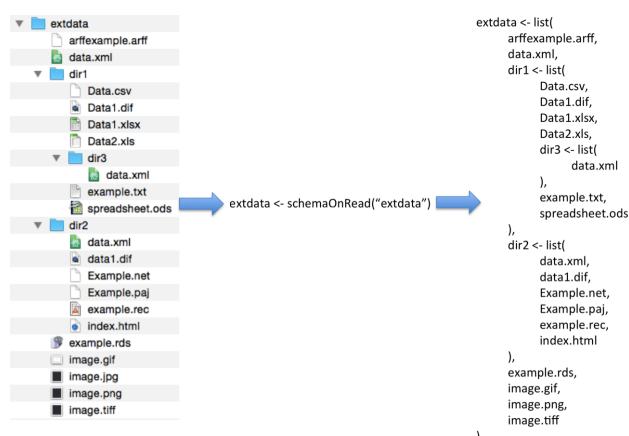 extdata
arffexample.arff
data.xml
dir1
Data.csv
Data1.dif
Data1.xlsx
Data2.xls
dir3
data.xml
example.txt
spreadsheet.ods
dir2
data.xml
data1.dif
Example.net
Example.paj
example.rec
index.html
example.rds
image.gif
image.jpg
image.png
image.tiff
extdata <- schemaOnRead(“extdata”)
extdata <- list(
arffexample.arff,
data.xml,
dir1 <- list(
Data.csv,
Data1.dif,
Data1.xlsx,
Data2.xls,
dir3 <- list(
data.xml
),
example.txt,
spreadsheet.ods
),
dir2 <- list(
data.xml,
data1.dif,
Example.net,
Example.paj,
example.rec,
index.html
),
example.rds,
image.gif,
image.png,
image.tiff
)